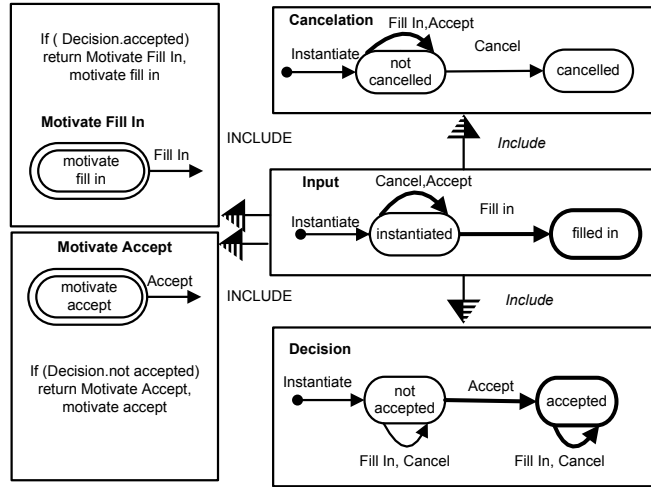 If ( Decision.accepted)
return Motivate Fill In,
motivate fill in
Motivate Fill In
motivate
fill in
Fill In
INCLUDE
Motivate Accept
motivate
accept
Accept
INCLUDE
If (Decision.not accepted)
return Motivate Accept,
motivate accept
Cancelation
Fill In,Accept
Instantiate
not
cancelled
Cancel
cancelled
Include
Input
Cancel,Accept
Instantiate
instantiated
Fill in
filled in
Include
Decision
Instantiate
not
accepted
Accept
accepted
Fill In, Cancel
Fill In, Cancel